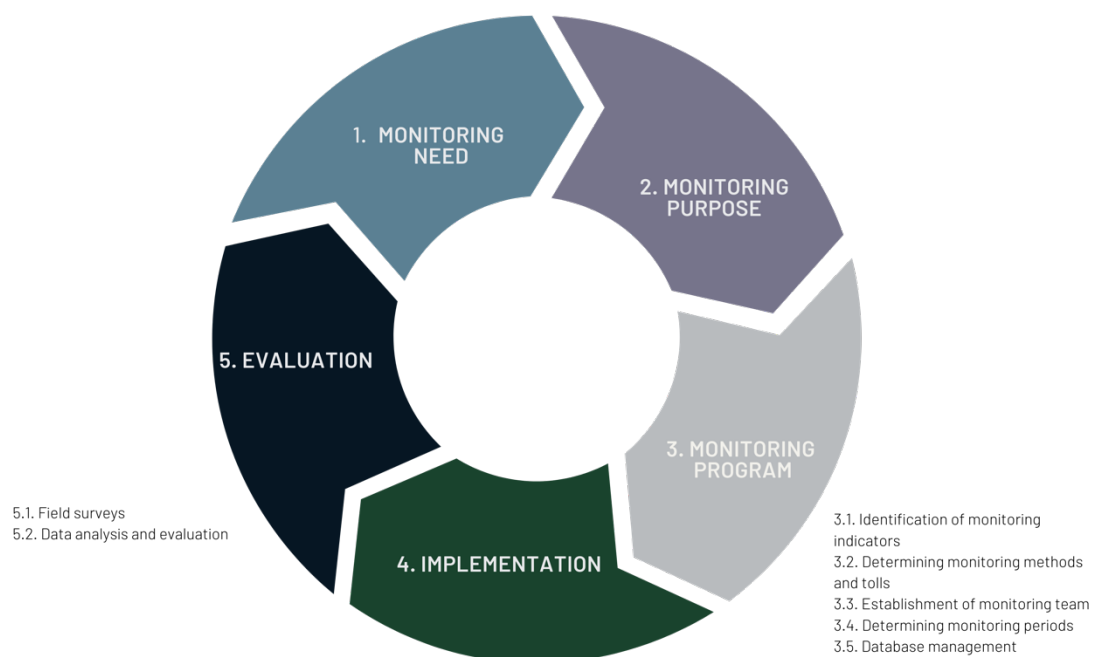 1. MONITORING
NEED
2. MONITORING
PURPOSE
3. MONITORING
PROGRAM
3.1. Identification of monitoring
indicators
3.2. Determining monitoring methods
and tolls
3.3. Establishment of monitoring team
3.4. Determining monitoring periods
3.5. Database management
4. IMPLEMENTATION
5. EVALUATION
5.1. Field surveys
5.2. Data analysis and evaluation